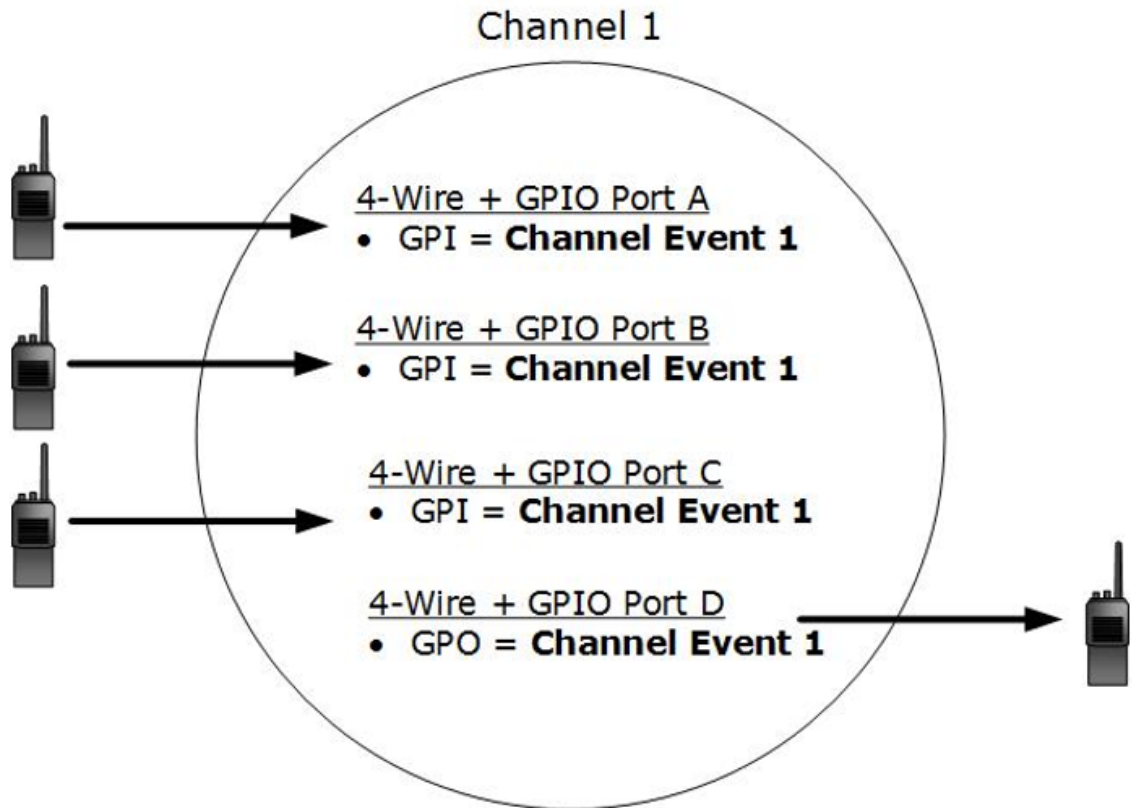 Channel 1
4-Wire + GPIO Port A
• GPI = Channel Event 1
4-Wire + GPIO Port B
• GPI = Channel Event 1
4-Wire + GPIO Port C
• GPI = Channel Event 1
4-Wire + GPIO Port D
• GPO = Channel Event 1